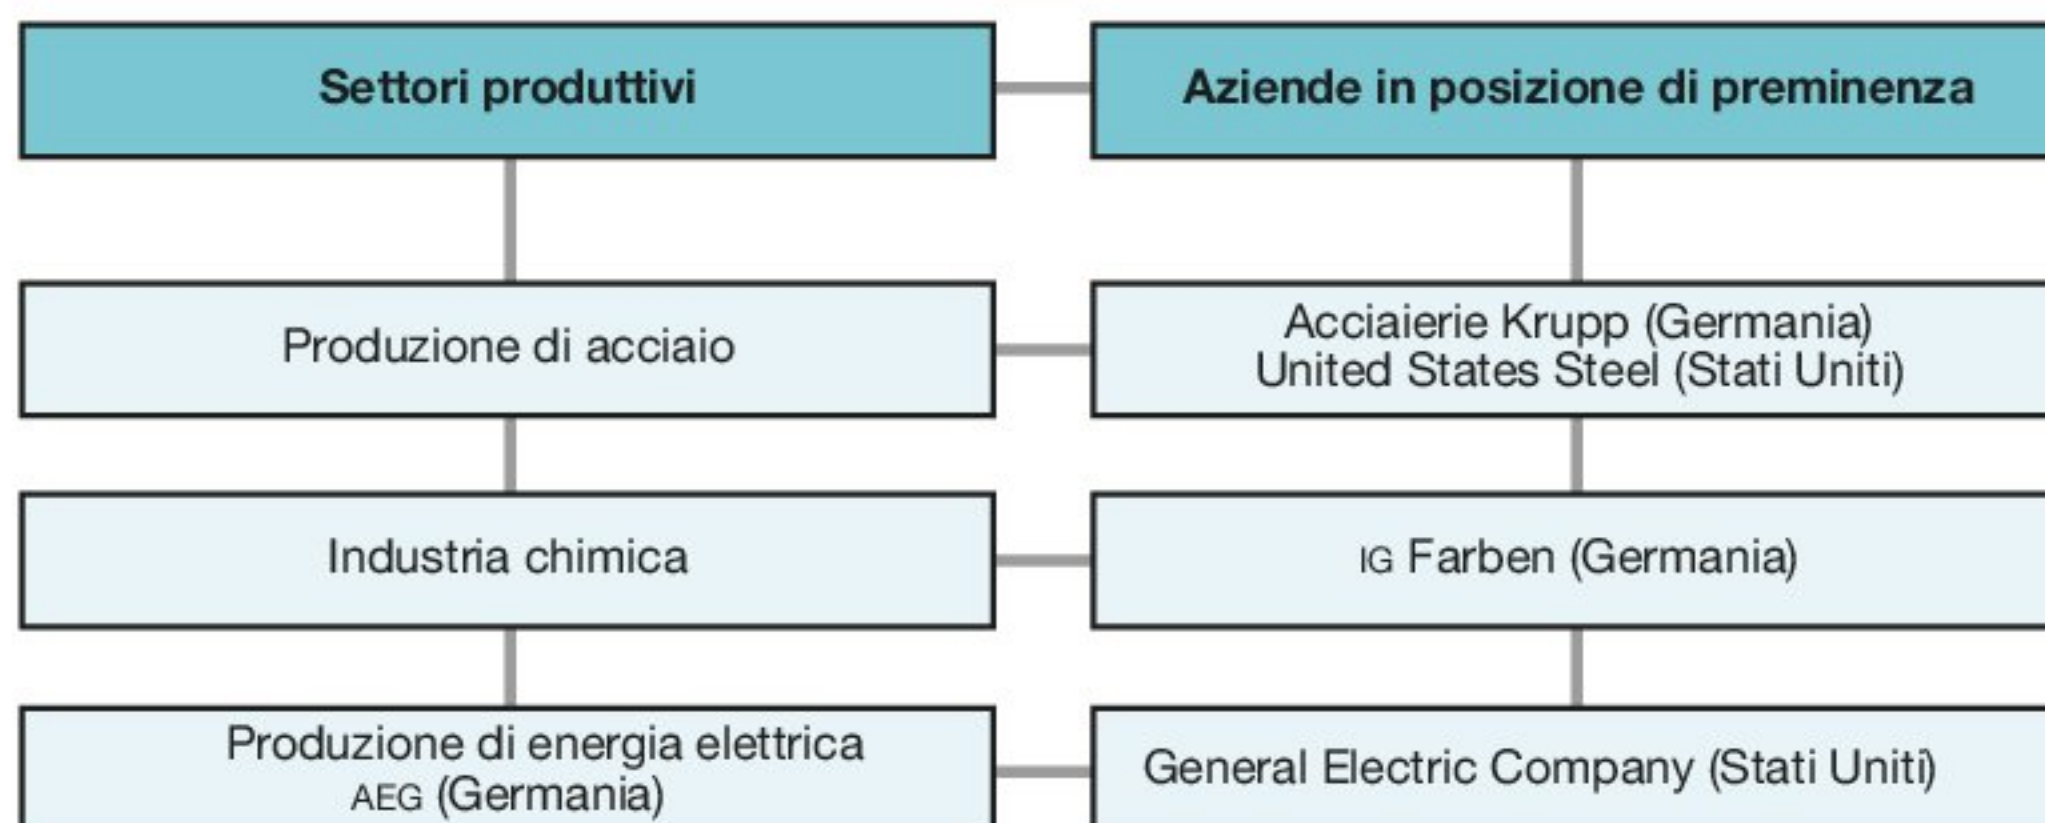 Settori produttivi
Aziende in posizione di preminenza
Produzione di acciaio
Acciaierie Krupp (Germania)
United States Steel (Stati Uniti)
Industria chimica
IG Farben (Germania)
Produzione di energia elettrica
AEG (Germania)
General Electric Company (Stati Uniti)